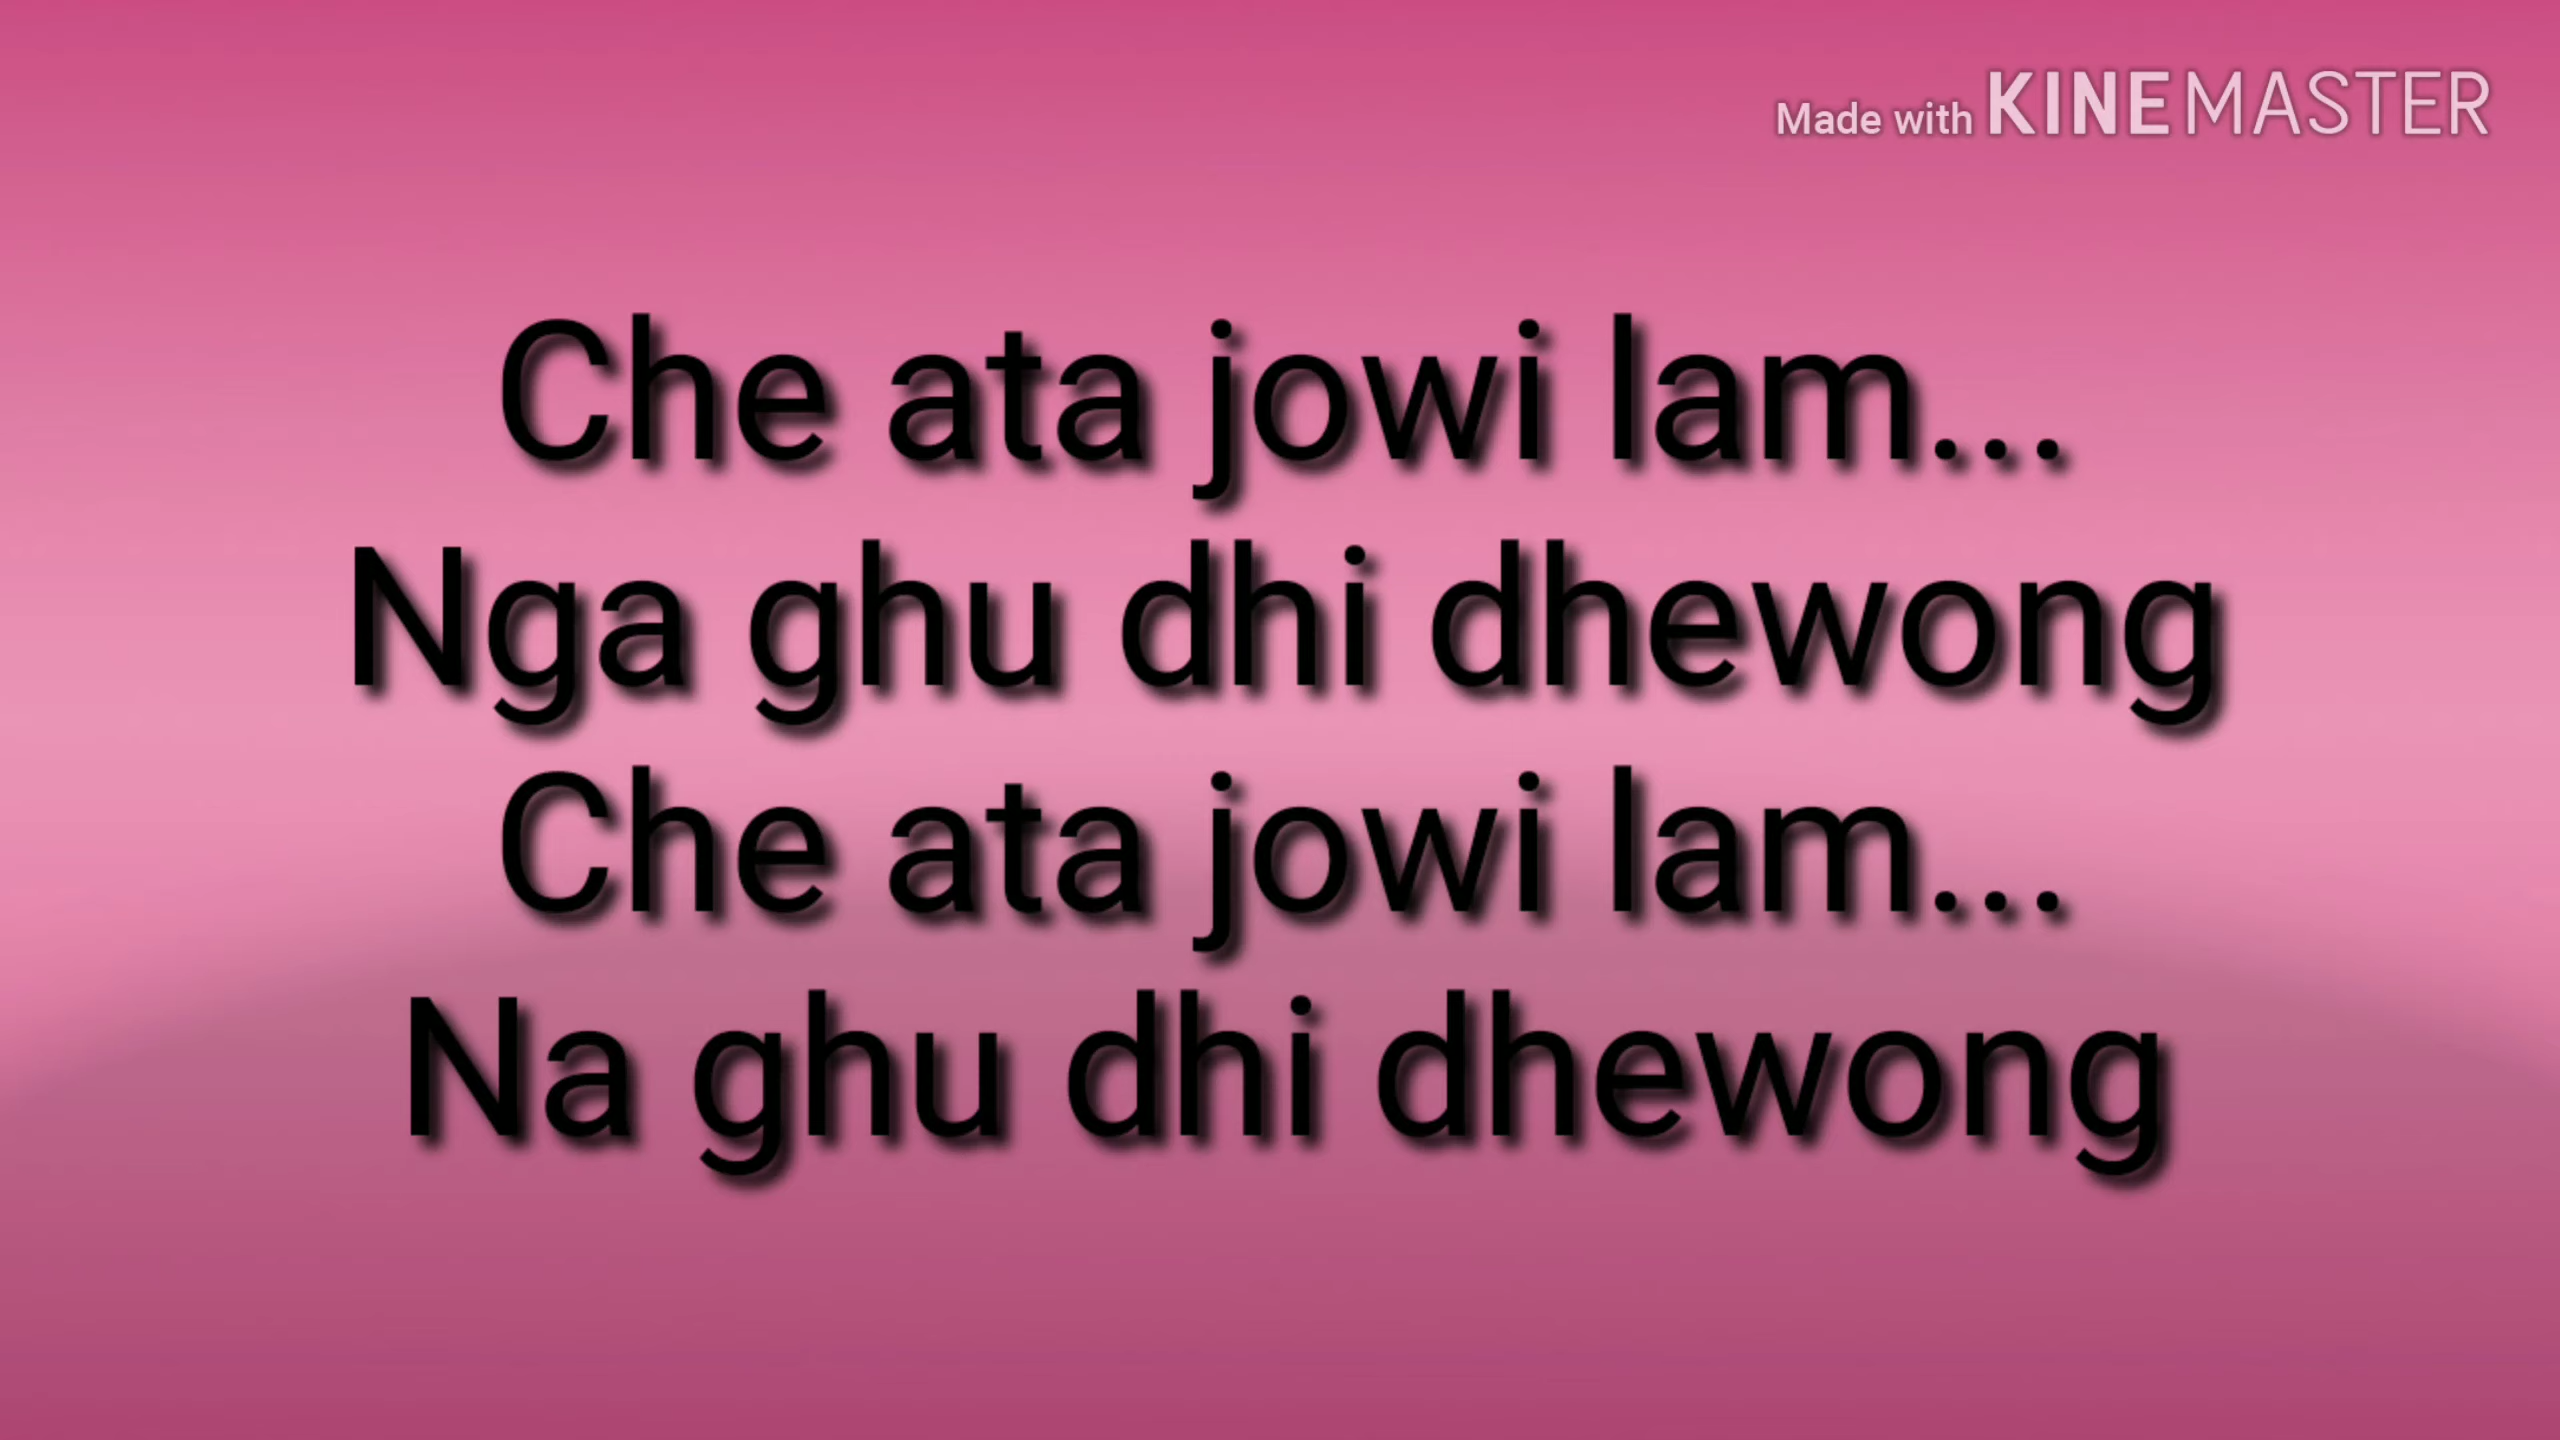 Made with KINEMASTER
Che ata jowi lam...
Nga ghu dhi dhewong
Che ata jowi lam...
Na ghu dhi dhewong